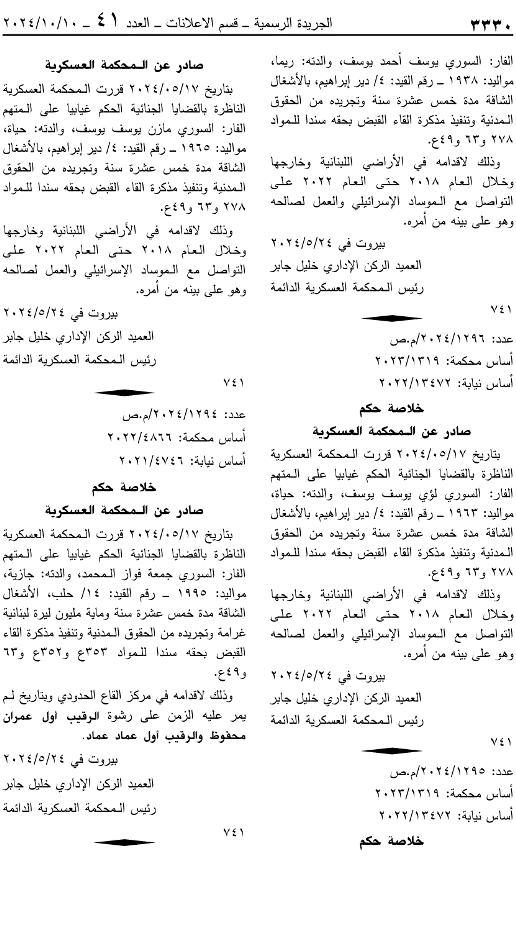 ٣٣٣٠
الجريدة الرسمية ــ قسم الاعلانات ــ العدد ٤١ ــ ٢٠٢٤/١٠/١٠
الفار: السوري يوسف أحمد يوسف، والدته: ريما،
مواليد: ١٩٣٨ ــ رقم القيد: ٤/ دير إبراهيم، بالأشغال
الشاقة مدة خمس عشرة سنة وتجريده من الحقوق
المدنية وتنفيذ مذكرة القاء القبض بحقه سندا للمواد
٢٧٨ و٦٣ و٤٩ع.
وذلك لاقدامه في الأراضي اللبنانية وخارجها
وخلال العام ٢٠١٨ حتى العام ٢٠٢٢ على
التواصل مع الموساد الإسرائيلي والعمل لصالحه
وهو على بينه من أمره.
بيروت في ٢٠٢٤/٥/٢٤
العميد الركن الإداري خليل جابر
رئيس المحكمة العسكرية الدائمة
٧٤١
عدد: ٢٠٢٤/١٢٩٦/م.ص
أساس محكمة: ٢٠٢٣/١٣١٩
أساس نيابة: ٢٠٢٢/١٣٤٧٢
خلاصة حكم
صادر عن المحكمة العسكرية
بتاريخ ٢٠٢٤/٠٥/١٧ قررت المحكمة العسكرية
الناظرة بالقضايا الجنائية الحكم غيابيا على المتهم
الفار: السوري لؤي يوسف يوسف، والدته: حياة،
مواليد: ١٩٦٣ ــ رقم القيد: ٤/ دير إبراهيم، بالأشغال
الشاقة مدة خمس عشرة سنة وتجريده من الحقوق
المدنية وتنفيذ مذكرة القاء القبض بحقه سندا للمواد
٢٧٨ و٦٣ و٤٩ع.
وذلك لاقدامه في الأراضي اللبنانية وخارجها
وخلال العام ٢٠١٨ حتى العام ٢٠٢٢ على
التواصل مع الموساد الإسرائيلي والعمل لصالحه
وهو على بينه من أمره.
بيروت في ٢٠٢٤/٥/٢٤
العميد الركن الإداري خليل جابر
رئيس المحكمة العسكرية الدائمة
٧٤١
عدد: ٢٠٢٤/١٢٩٥/م.ص
أساس محكمة: ٢٠٢٣/١٣١٩
أساس نيابة: ٢٠٢٢/١٣٤٧٢
خلاصة حكم
صادر عن المحكمة العسكرية
بتاريخ ٢٠٢٤/٠٥/١٧ قررت المحكمة العسكرية
الناظرة بالقضايا الجنائية الحكم غيابيا على المتهم
الفار: السوري مازن يوسف يوسف، والدته: حياة،
مواليد: ١٩٦٥ ــ رقم القيد: ٤/ دير إبراهيم، بالأشغال
الشاقة مدة خمس عشرة سنة وتجريده من الحقوق
المدنية وتنفيذ مذكرة القاء القبض بحقه سندا للمواد
٢٧٨ و٦٣ و٤٩ع.
وذلك لاقدامه في الأراضي اللبنانية وخارجها
وخلال العام ٢٠١٨ حتى العام ٢٠٢٢ على
التواصل مع الموساد الإسرائيلي والعمل لصالحه
وهو على بينه من أمره.
بيروت في ٢٠٢٤/٥/٢٤
العميد الركن الإداري خليل جابر
رئيس المحكمة العسكرية الدائمة
٧٤١
عدد: ٢٠٢٤/١٢٩٤/م.ص
أساس محكمة: ٢٠٢٢/٤٨٦٦
أساس نيابة: ٢٠٢١/٤٧٤٦
خلاصة حكم
صادر عن المحكمة العسكرية
بتاريخ ٢٠٢٤/٠٥/١٧ قررت المحكمة العسكرية
الناظرة بالقضايا الجنائية الحكم غيابيا على المتهم
الفار: السوري جمعة فواز المحمد، والدته: جازية،
مواليد: ١٩٩٥ ــ رقم القيد: ١٤/ حلب، الأشغال
الشاقة مدة خمس عشرة سنة وماية مليون ليرة لبنانية
غرامة وتجريده من الحقوق المدنية وتنفيذ مذكرة القاء
القبض بحقه سندا للمواد ٣٥٣ع و٣٥٢ع و٦٣
و٤٩ع.
وذلك لاقدامه في مركز القاع الحدودي وبتاريخ لم
يمر عليه الزمن على رشوة الرقيب أول عمران
محفوظ والرقيب أول عماد عماد.
بيروت في ٢٠٢٤/٥/٢٤
العميد الركن الإداري خليل جابر
رئيس المحكمة العسكرية الدائمة
٧٤١